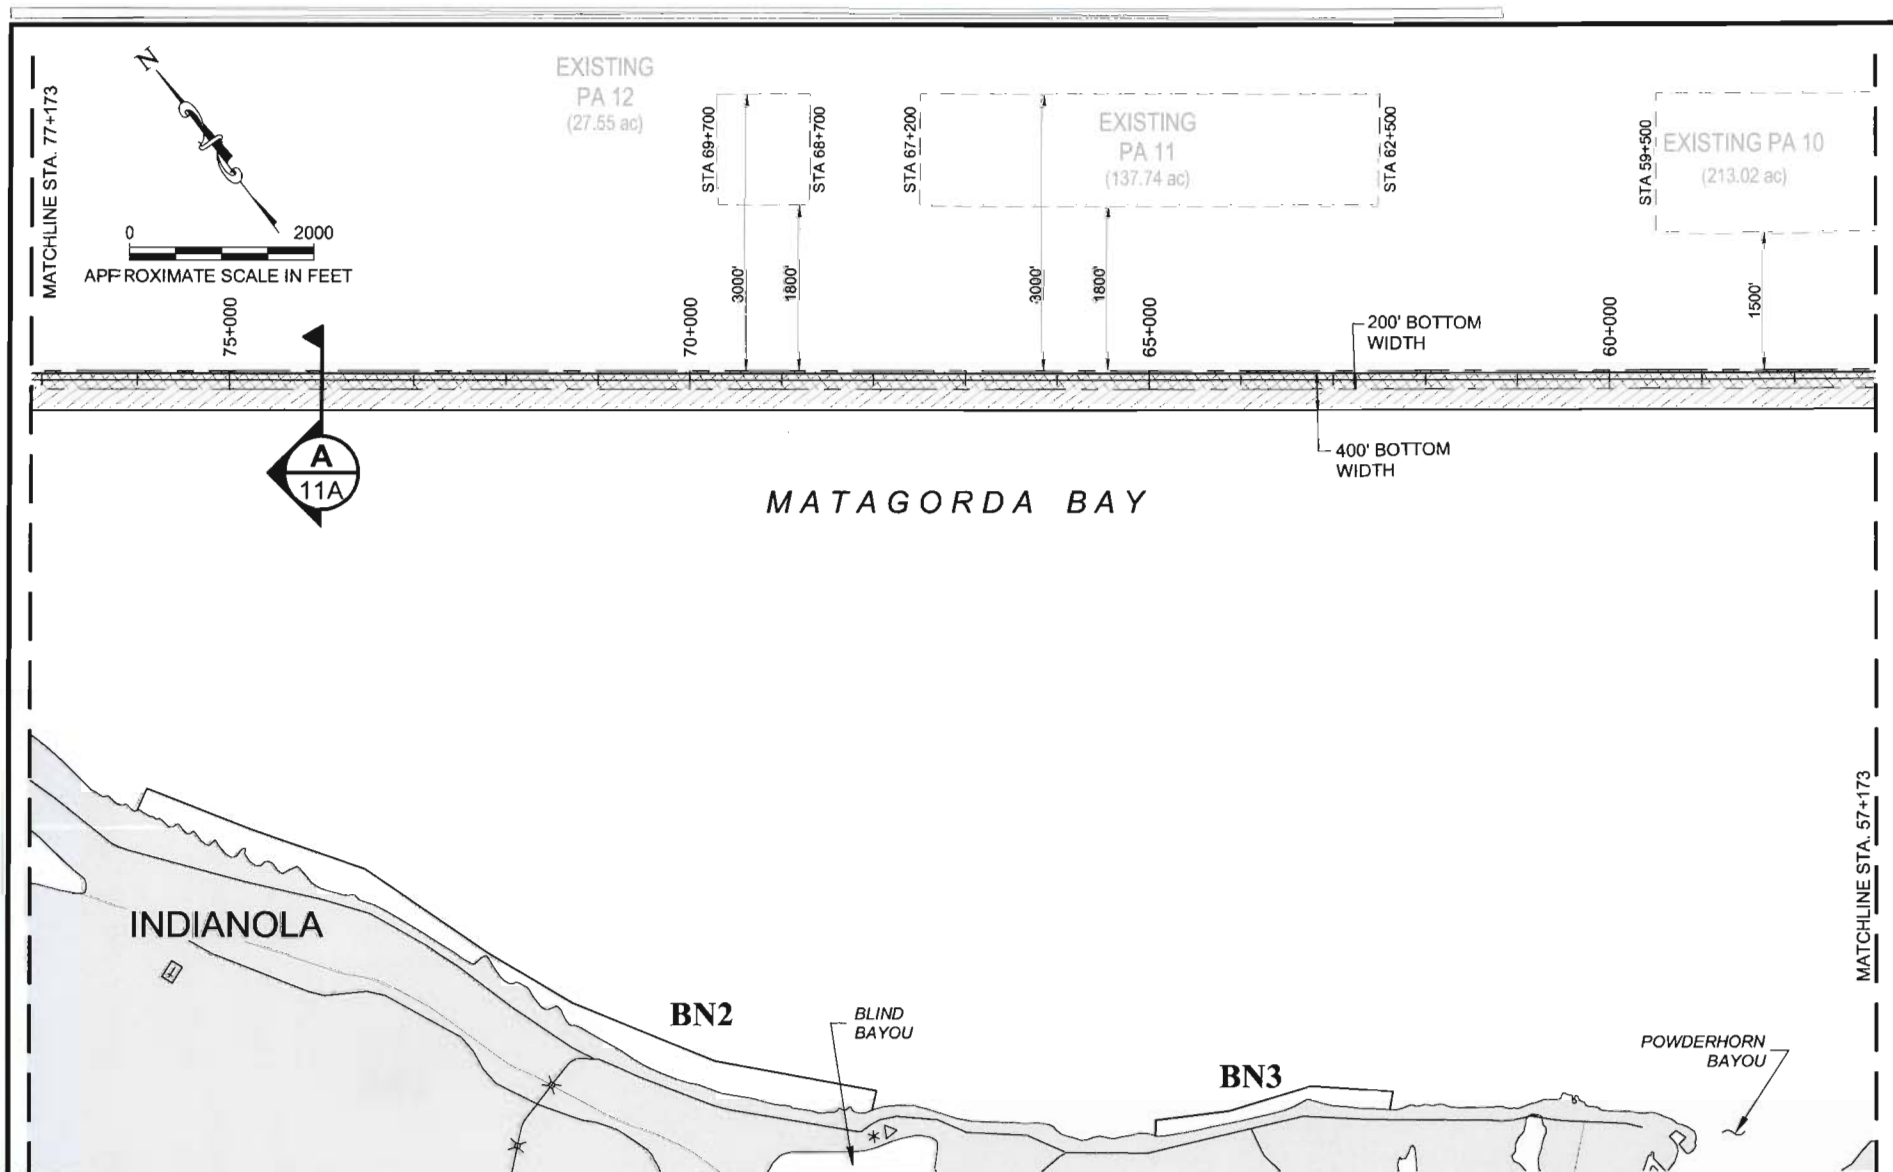 N
MATCHLINE STA. 77+173
0 2000
APPROXIMATE SCALE IN FEET
EXISTING
PA 12
(27.55 ac)
STA 69+700
STA 68+700
STA 67+200
EXISTING
PA 11
(137.74 ac)
STA 62+500
STA 59+500
EXISTING PA 10
(213.02 ac)
3000'
1800'
3000'
1800'
1500'
75+000
70+000
65+000
60+000
200' BOTTOM
WIDTH
400' BOTTOM
WIDTH
A
11A
MATAGORDA BAY
MATCHLINE STA. 57+173
INDIANOLA
BN2
BLIND
BAYOU
BN3
POWDERHORN
BAYOU